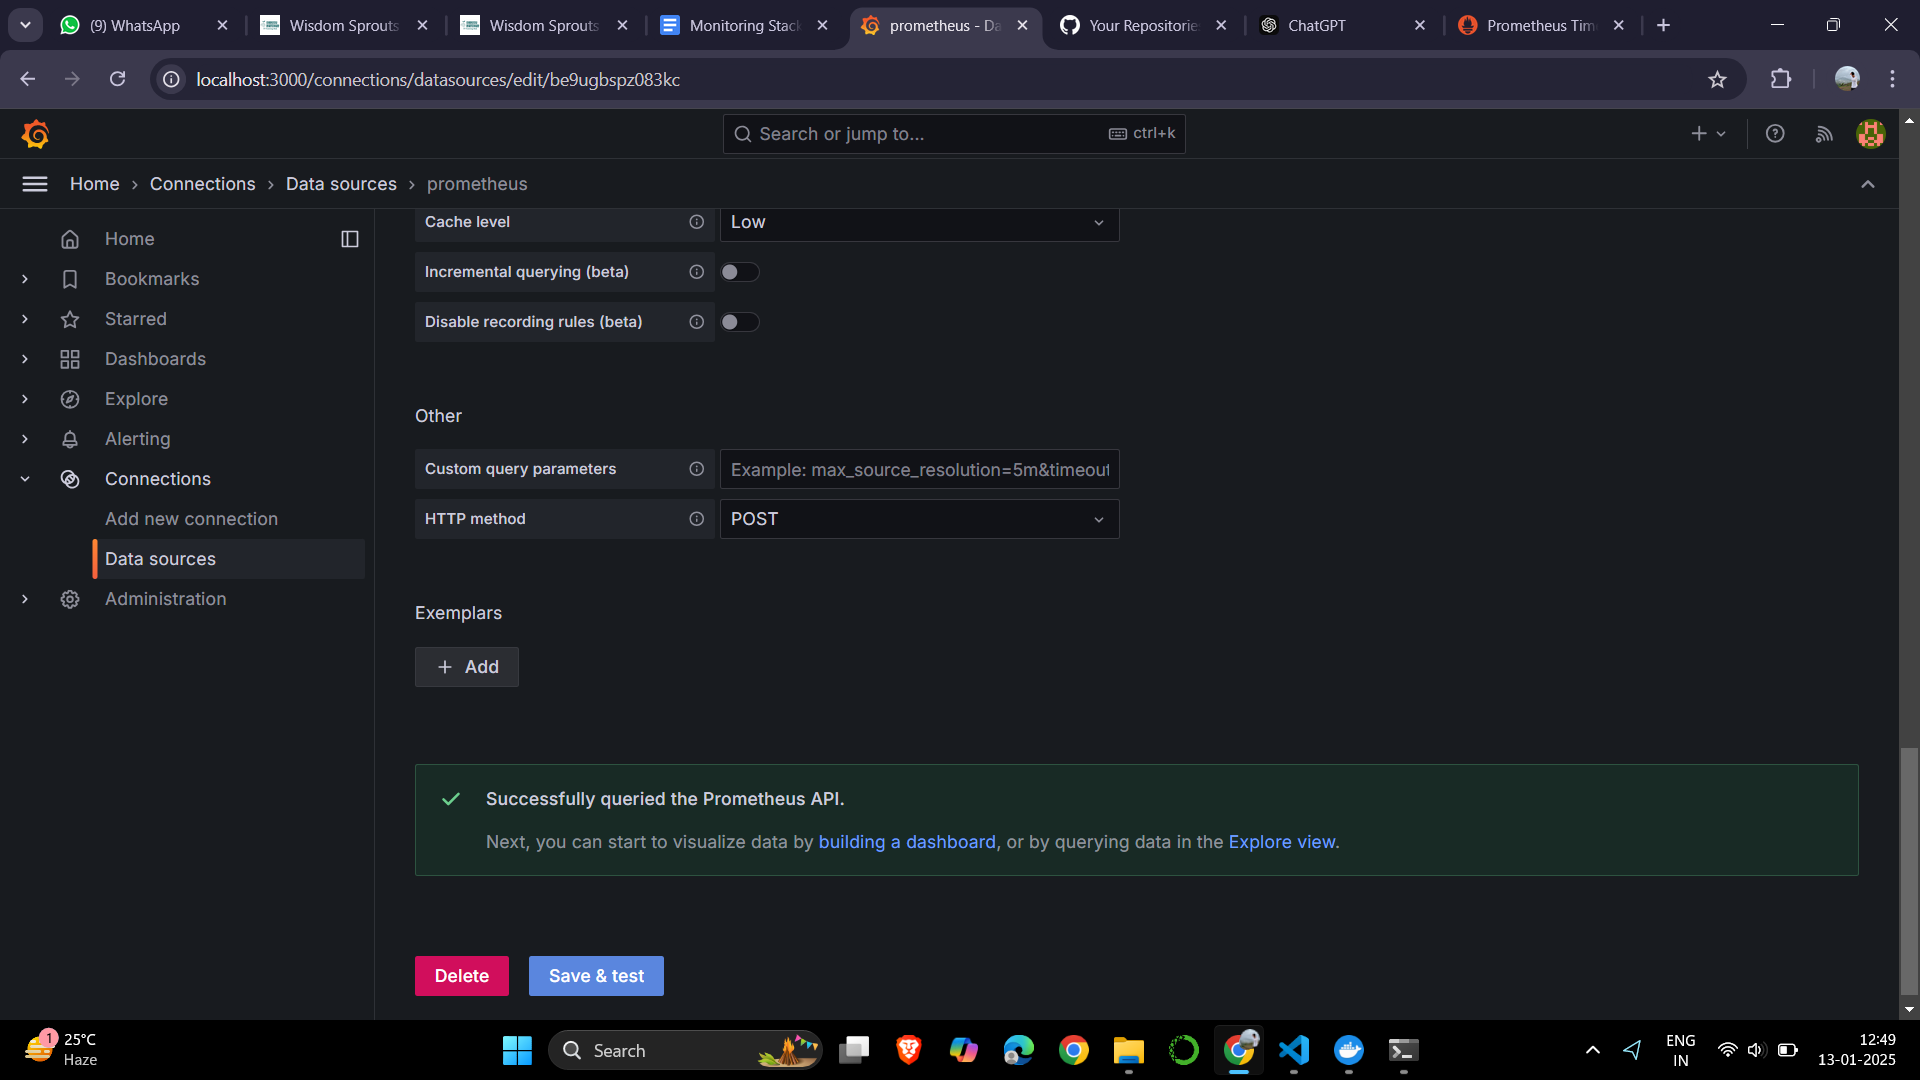 (9) WhatsApp
Wisdom Sprouts
Wisdom Sprouts
Monitoring Stack
prometheus - Da
Your Repositorie
ChatGPT
Prometheus Tim
localhost:3000/connections/datasources/edit/be9ugbspz083kc
Search or jump to...
ctrl+k
Home › Connections › Data sources › prometheus
Home
Bookmarks
Starred
Dashboards
Explore
Alerting
Connections
Add new connection
Data sources
Administration
Cache level
Low
Incremental querying (beta)
Disable recording rules (beta)
Other
Custom query parameters
Example: max_source_resolution=5m&timeout
HTTP method
POST
Exemplars
+ Add
Successfully queried the Prometheus API.
Next, you can start to visualize data by building a dashboard, or by querying data in the Explore view.
Delete
Save & test
1
25°C
Haze
Search
ENG
IN
12:49
13-01-2025